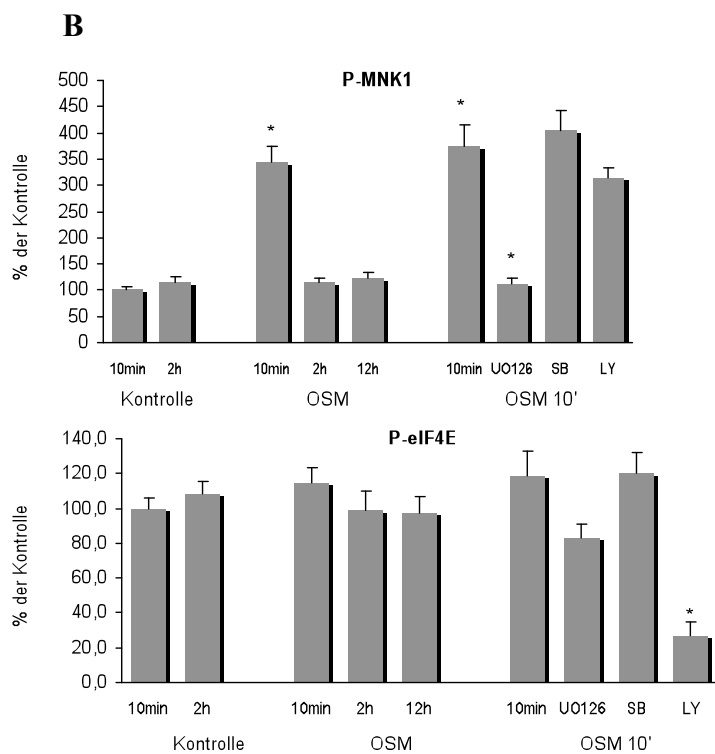 B
P-MNK1
500
450
400
350
300
250
200
150
100
50
0
% der Kontrolle
* * *
10min 2h 10min 2h 12h 10min UO126 SB LY
Kontrolle OSM OSM 10'
P-eIF4E
140,0
120,0
100,0
80,0
60,0
40,0
20,0
0,0
% der Kontrolle
*
10min 2h 10min 2h 12h 10min UO126 SB LY
Kontrolle OSM OSM 10'